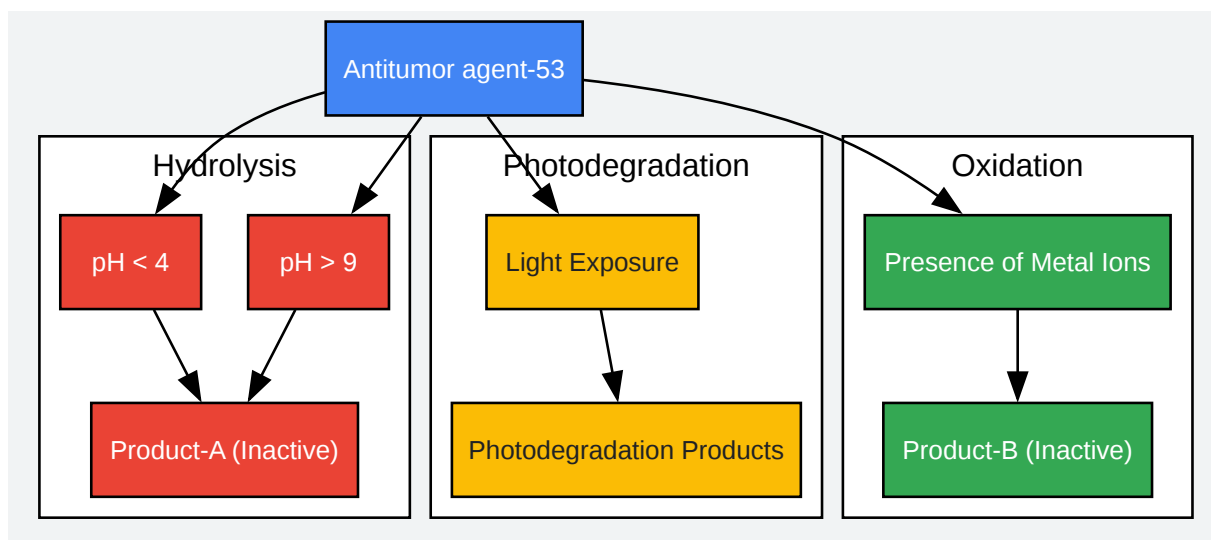 Antitumor agent-53
Hydrolysis
Photodegradation
Oxidation
pH < 4
pH > 9
Light Exposure
Presence of Metal Ions
Product-A (Inactive)
Photodegradation Products
Product-B (Inactive)